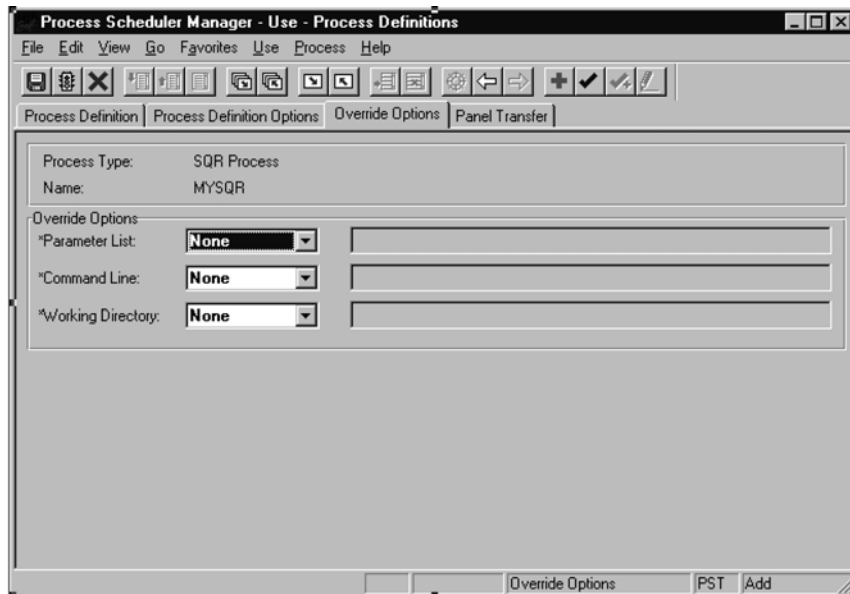 Process Scheduler Manager - Use - Process Definitions
File Edit View Go Favorites Use Process Help
Process Definition Process Definition Options Override Options Panel Transfer
Process Type: SQR Process
Name: MYSQR
Override Options
*Parameter List: None
*Command Line: None
*Working Directory: None
Override Options PST Add